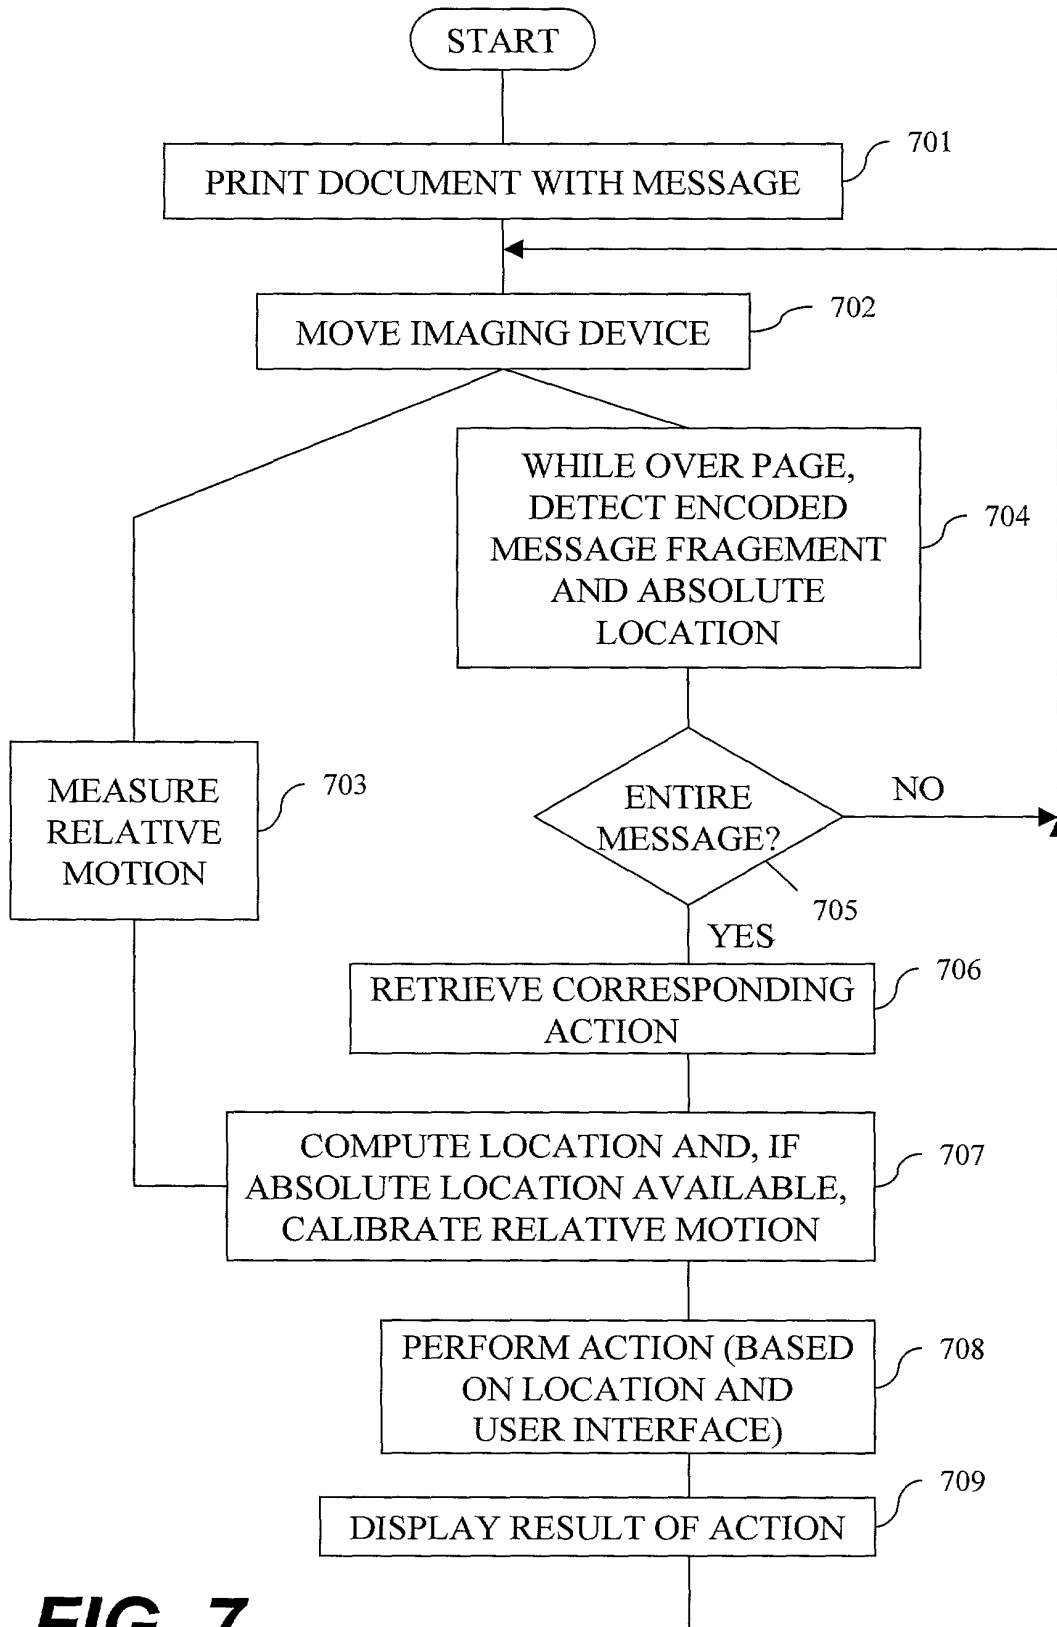 START
701
PRINT DOCUMENT WITH MESSAGE
702
MOVE IMAGING DEVICE
WHILE OVER PAGE,
DETECT ENCODED
MESSAGE FRAGEMENT
AND ABSOLUTE
LOCATION
704
MEASURE
RELATIVE
MOTION
703
ENTIRE
MESSAGE?
NO
705
YES
706
RETRIEVE CORRESPONDING
ACTION
COMPUTE LOCATION AND, IF
ABSOLUTE LOCATION AVAILABLE,
CALIBRATE RELATIVE MOTION
707
PERFORM ACTION (BASED
ON LOCATION AND
USER INTERFACE)
708
709
DISPLAY RESULT OF ACTION
FIG. 7